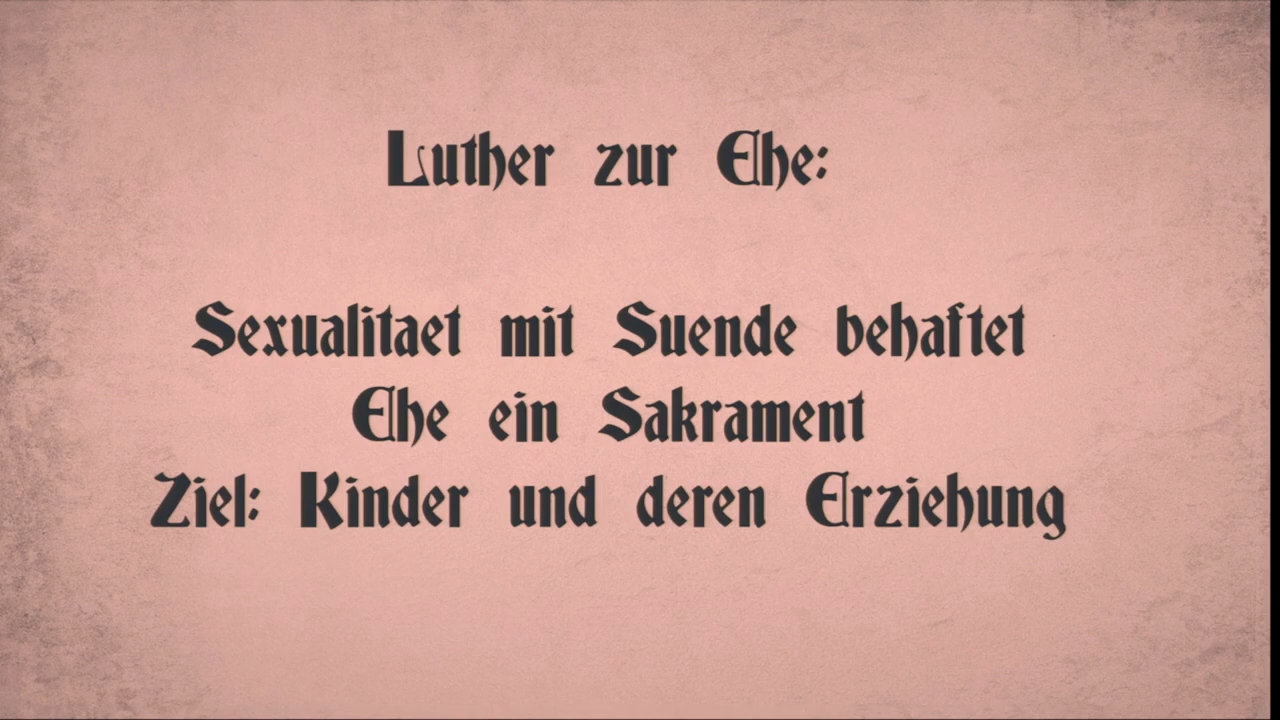 Luther zur Ehe:
Sexualitaet mit Suende behaftet
Ehe ein Sakrament
Ziel: Kinder und deren Erziehung